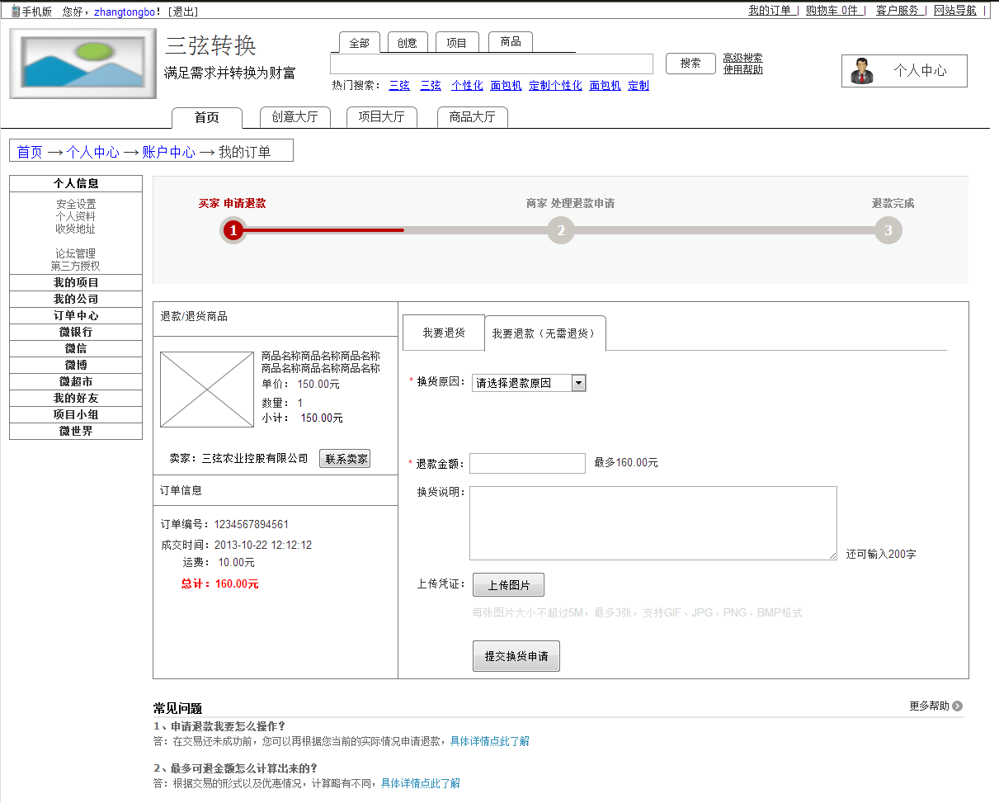 手机版 您好，zhangtongbo！[退出]
我的订单 | 购物车 0件 | 客户服务 | 网站导航 |
三弦转换
满足需求并转换为财富
全部 创意 项目 商品
搜索
高级搜索
使用帮助
个人中心
热门搜索： 三弦 三弦 个性化 面包机 定制个性化 面包机 定制
首页 创意大厅 项目大厅 商品大厅
首页 → 个人中心 → 账户中心 → 我的订单
个人信息
安全设置
个人资料
收货地址
论坛管理
第三方授权
我的项目
我的公司
订单中心
微银行
微信
微博
微超市
我的好友
项目小组
微世界
买家 申请退款 商家 处理退款申请 退款完成
1 2 3
退款/退货商品
商品名称商品名称商品名称
商品名称商品名称商品名称
单价： 150.00元
数量： 1
小计： 150.00元
卖家：三弦农业控股有限公司 联系卖家
订单信息
订单编号：1234567894561
成交时间：2013-10-22 12:12:12
运费： 10.00元
总计：160.00元
我要退货 我要退款（无需退货）
* 换货原因： 请选择退款原因
* 退款金额： 最多160.00元
换货说明：
还可输入200字
上传凭证： 上传图片
每张图片大小不超过5M，最多3张，支持GIF、JPG、PNG、BMP格式
提交换货申请
常见问题 更多帮助
1、申请退款我要怎么操作？
答：在交易还未成功前，您可以再根据您当前的实际情况申请退款，具体详情点此了解
2、最多可退金额怎么计算出来的？
答：根据交易的形式以及优惠情况，计算略有不同，具体详情点此了解